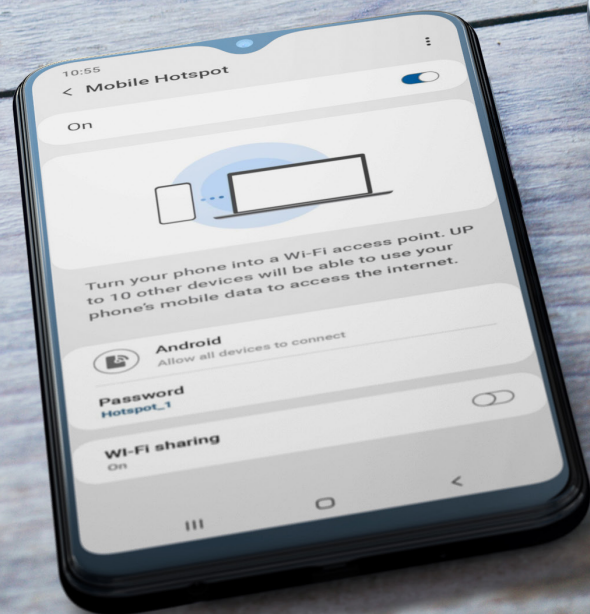 10:55
< Mobile Hotspot
On
Turn your phone into a Wi-Fi access point. UP
to 10 other devices will be able to use your
phone's mobile data to access the internet.
Android
Allow all devices to connect
Password
Hotspot_1
WI-Fi sharing
On